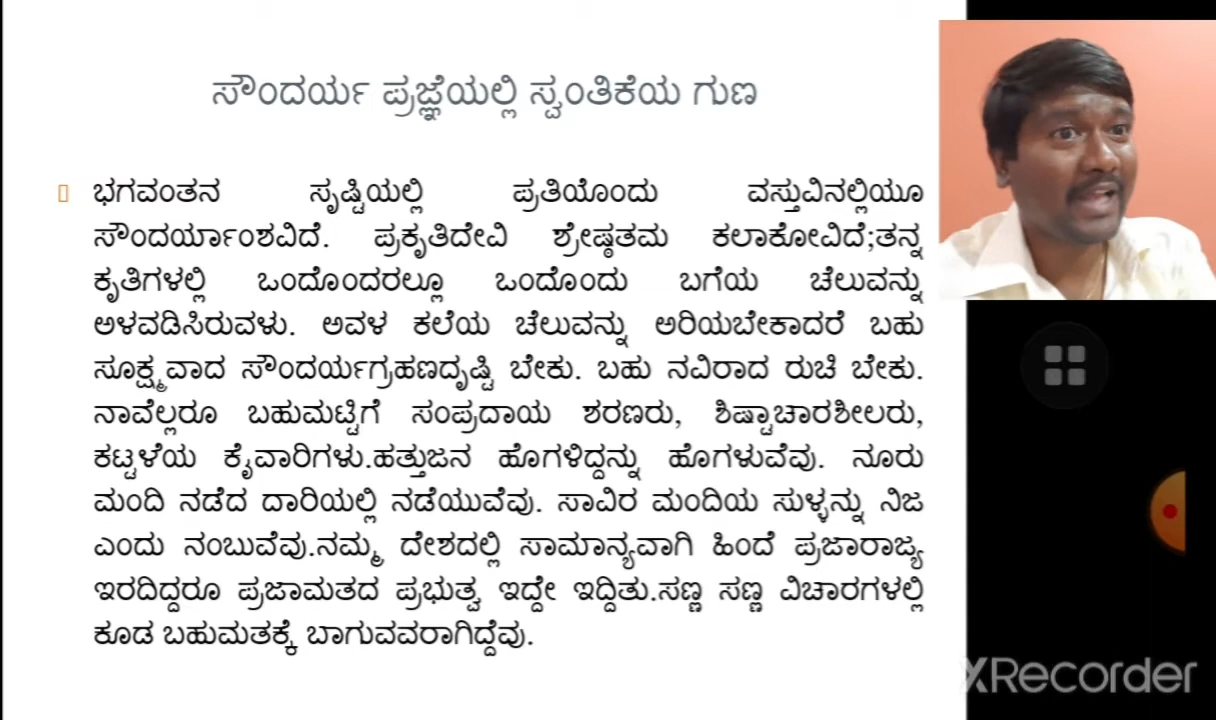 ಸೌಂದರ್ಯ ಪ್ರಜ್ಞೆಯಲ್ಲಿ ಸ್ವಂತಿಕೆಯ ಗುಣ
ಭಗವಂತನ ಸೃಷ್ಟಿಯಲ್ಲಿ ಪ್ರತಿಯೊಂದು ವಸ್ತುವಿನಲ್ಲಿಯೂ
ಸೌಂದರ್ಯಾಂಶವಿದೆ. ಪ್ರಕೃತಿದೇವಿ ಶ್ರೇಷ್ಠತಮ ಕಲಾಕೋವಿದೆ;ತನ್ನ
ಕೃತಿಗಳಲ್ಲಿ ಒಂದೊಂದರಲ್ಲೂ ಒಂದೊಂದು ಬಗೆಯ ಚೆಲುವನ್ನು
ಅಳವಡಿಸಿರುವಳು. ಅವಳ ಕಲೆಯ ಚೆಲುವನ್ನು ಅರಿಯಬೇಕಾದರೆ ಬಹು
ಸೂಕ್ಷ್ಮವಾದ ಸೌಂದರ್ಯಗ್ರಹಣದೃಷ್ಟಿ ಬೇಕು. ಬಹು ನವಿರಾದ ರುಚಿ ಬೇಕು.
ನಾವೆಲ್ಲರೂ ಬಹುಮಟ್ಟಿಗೆ ಸಂಪ್ರದಾಯ ಶರಣರು, ಶಿಷ್ಟಾಚಾರಶೀಲರು,
ಕಟ್ಟಳೆಯ ಕೈವಾರಿಗಳು.ಹತ್ತುಜನ ಹೊಗಳಿದ್ದನ್ನು ಹೊಗಳುವೆವು. ನೂರು
ಮಂದಿ ನಡೆದ ದಾರಿಯಲ್ಲಿ ನಡೆಯುವೆವು. ಸಾವಿರ ಮಂದಿಯ ಸುಳ್ಳನ್ನು ನಿಜ
ಎಂದು ನಂಬುವೆವು.ನಮ್ಮ ದೇಶದಲ್ಲಿ ಸಾಮಾನ್ಯವಾಗಿ ಹಿಂದೆ ಪ್ರಜಾರಾಜ್ಯ
ಇರದಿದ್ದರೂ ಪ್ರಜಾಮತದ ಪ್ರಭುತ್ವ ಇದ್ದೇ ಇದ್ದಿತು.ಸಣ್ಣ ಸಣ್ಣ ವಿಚಾರಗಳಲ್ಲಿ
ಕೂಡ ಬಹುಮತಕ್ಕೆ ಬಾಗುವವರಾಗಿದ್ದೆವು.
XRecorder